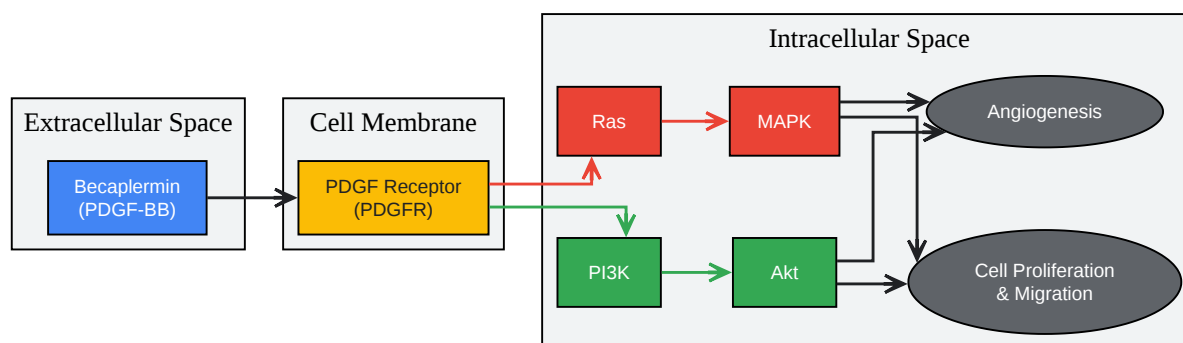 Extracellular Space
Becaplermin
(PDGF-BB)
Cell Membrane
PDGF Receptor
(PDGFR)
Intracellular Space
Ras
MAPK
Angiogenesis
PI3K
Akt
Cell Proliferation
& Migration